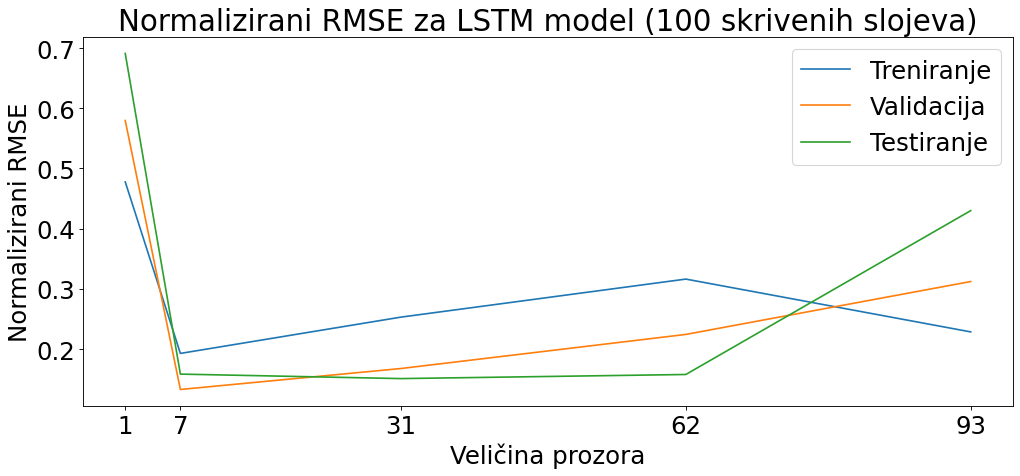 Normalizirani RMSE za LSTM model (100 skrivenih slojeva)
Normalizirani RMSE
0.7
0.6
0.5
0.4
0.3
0.2
Treniranje
Validacija
Testiranje
1 7 31 62 93
Veličina prozora